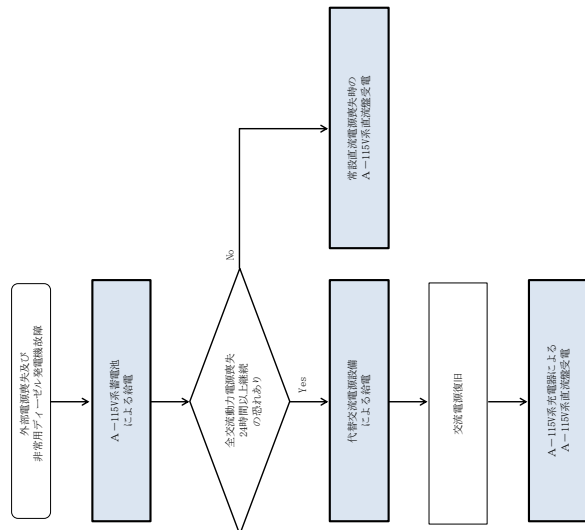 外部電源喪失及び
非常用ディーゼル発電機故障
A－115V系蓄電池
による給電
全交流動力電源喪失
24時間以上継続
の恐れあり
No
Yes
常設直流電源喪失時の
A－115V系直流盤受電
代替交流電源設備
による給電
交流電源復旧
A－115V系充電器による
A－115V系直流盤受電